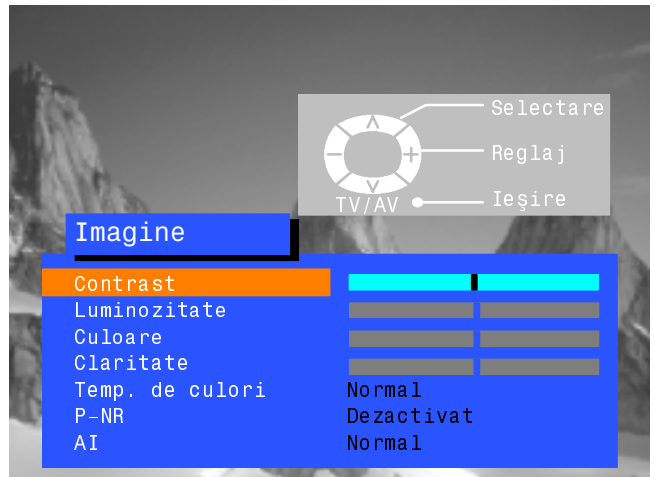 Selectare
Reglaj
TV/AV Ieşire
Imagine
Contrast
Luminozitate
Culoare
Claritate
Temp. de culori Normal
P-NR Dezactivat
AI Normal